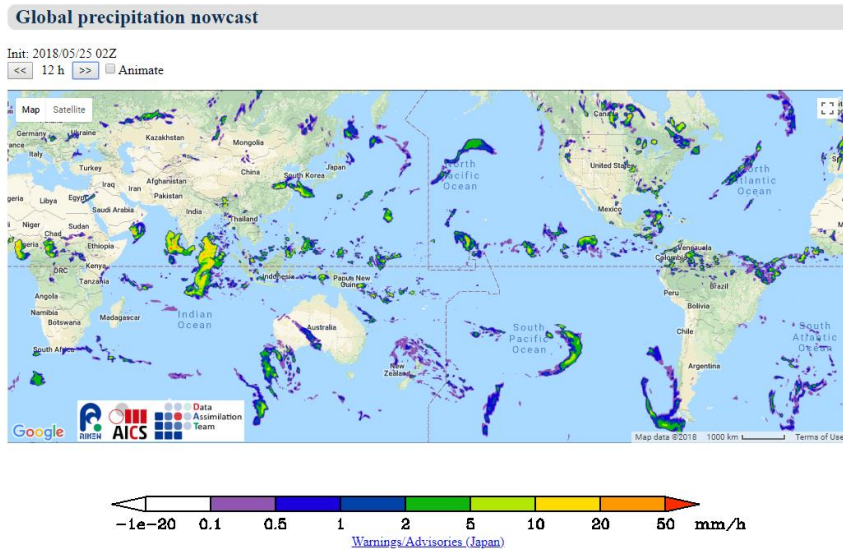 Global precipitation nowcast
Init: 2018/05/25 02Z
<< 12 h >> Animate
Map Satellite
Germany
Ukraine
Kazakhstan
Mongolia
Italy
Turkey
China
South Korea
Japan
Iraq
Iran
Afghanistan
Pakistan
Libya
Egypt
Saudi Arabia
India
Thailand
Niger
Chad
Sudan
Ethiopia
DRC
Kenya
Tanzania
Indonesia
Papua New
Guinea
Angola
Namibia
Botswana
Madagascar
Indian
Ocean
Australia
South Africa
New
Zealand
North
Pacific
Ocean
South
Pacific
Ocean
Canada
United States
Mexico
North
Atlantic
Ocean
Venezuela
Colombia
Brazil
Peru
Bolivia
Chile
Argentina
South
Atlantic
Ocean
Google
RIKEN
AICS
Data
Assimilation
Team
Map data ©2018 1000 km Terms of Use
-1e-20 0.1 0.5 1 2 5 10 20 50 mm/h
Warnings/Advisories (Japan)